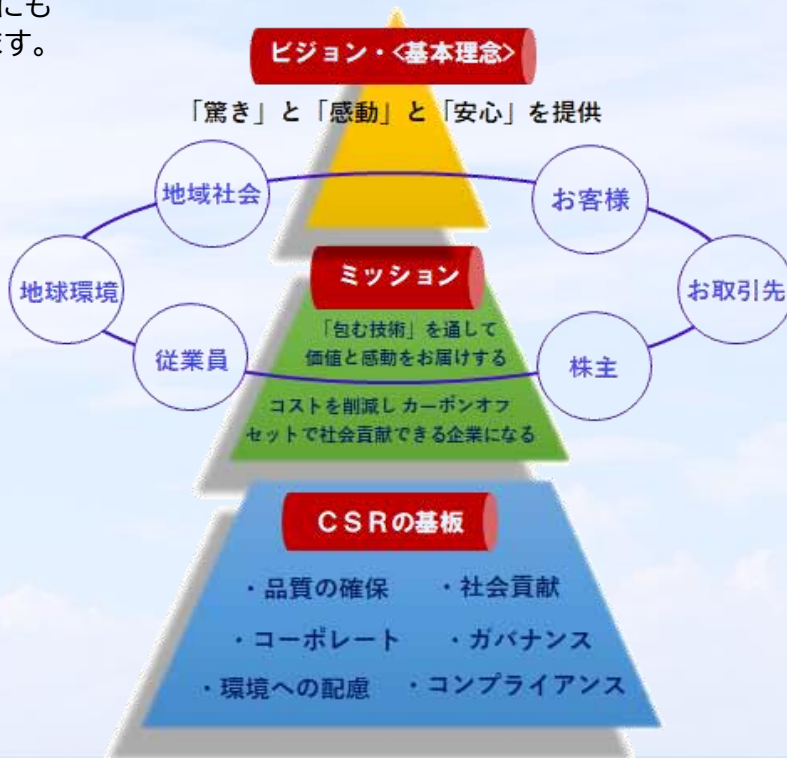 にも
ます。
ビジョン・<基本理念>
「驚き」と「感動」と「安心」を提供
地域社会
お客様
地球環境
お取引先
ミッション
「包む技術」を通して
価値と感動をお届けする
従業員
株主
コストを削減し カーボンオフ
セットで社会貢献できる企業になる
CSRの基板
・品質の確保 ・社会貢献
・コーポレート ・ガバナンス
・環境への配慮 ・コンプライアンス